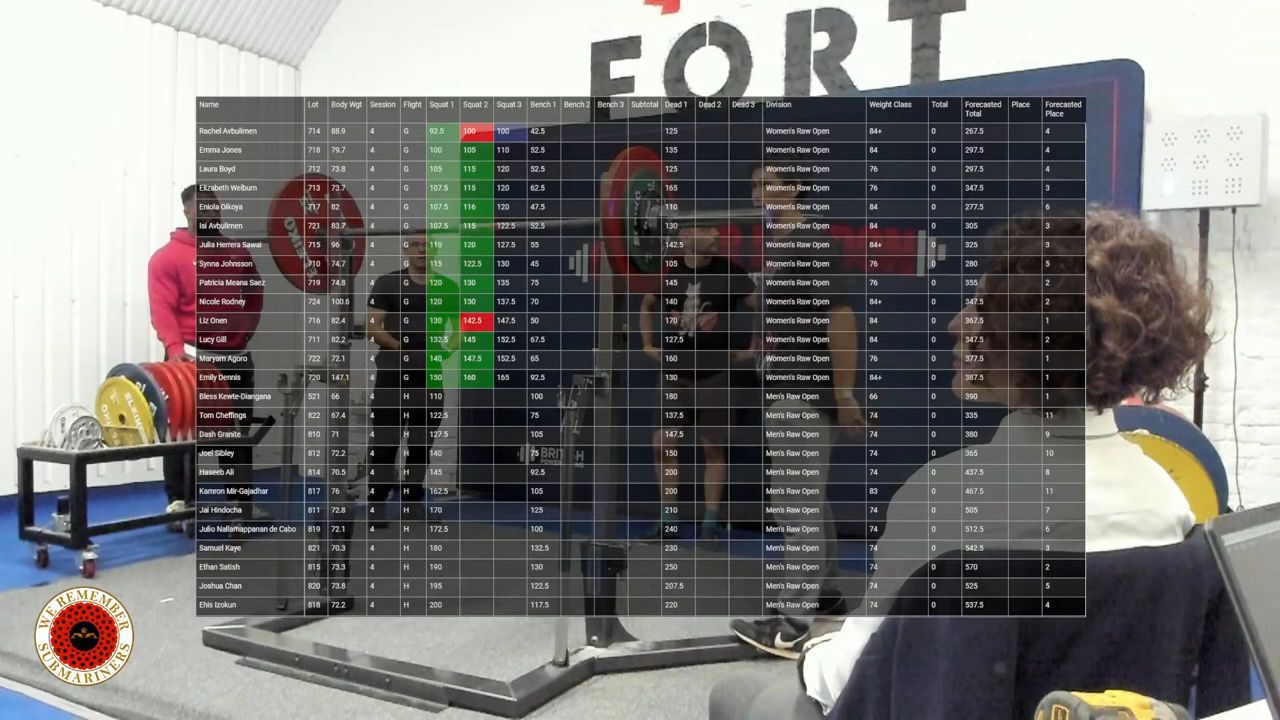 FORT
Name Lot Body Wgt Session Flight Squat 1 Squat 2 Squat 3 Bench 1 Bench 2 Bench 3 Subtotal Dead 1 Dead 2 Dead 3 Division Weight Class Total Forecasted Total Place Forecasted Place
Rachel Avbulimen 714 88.9 4 G 92.5 100 100 42.5 125 Women's Raw Open 84+ 0 267.5 4
Emma Jones 718 79.7 4 G 100 105 110 52.5 135 Women's Raw Open 84 0 297.5 4
Laura Boyd 712 73.8 4 G 105 115 120 52.5 125 Women's Raw Open 76 0 297.5 4
Elizabeth Welburn 713 73.7 4 G 107.5 115 120 62.5 165 Women's Raw Open 76 0 347.5 3
Eniola Oikoya 717 82 4 G 107.5 116 120 47.5 110 Women's Raw Open 84 0 277.5 6
Isi Avbulimen 721 83.7 4 G 107.5 115 122.5 52.5 130 Women's Raw Open 84 0 305 3
Julia Herrera Sawai 715 96 4 G 110 120 127.5 55 142.5 Women's Raw Open 84+ 0 325 3
Synna Johnsson 710 74.7 4 G 115 122.5 130 45 105 Women's Raw Open 76 0 280 5
Patricia Meana Saez 719 74.8 4 G 120 130 135 75 145 Women's Raw Open 76 0 355 2
Nicole Rodney 724 100.6 4 G 120 130 137.5 70 140 Women's Raw Open 84+ 0 347.5 2
Liz Onen 716 82.4 4 G 130 142.5 147.5 50 170 Women's Raw Open 84 0 367.5 1
Lucy Gill 711 82.2 4 G 132.5 145 152.5 67.5 127.5 Women's Raw Open 84 0 347.5 2
Maryam Agoro 722 72.1 4 G 140 147.5 152.5 65 160 Women's Raw Open 76 0 377.5 1
Emily Dennis 720 147.1 4 G 150 160 165 92.5 130 Women's Raw Open 84+ 0 387.5 1
Bless Kewte-Diangana 521 66 4 H 110 100 180 Men's Raw Open 66 0 390 1
Tom Cheffings 822 67.4 4 H 122.5 75 137.5 Men's Raw Open 74 0 335 11
Dash Granite 810 71 4 H 127.5 105 147.5 Men's Raw Open 74 0 380 9
Joel Sibley 812 72.2 4 H 140 75 150 Men's Raw Open 74 0 365 10
Haseeb Ali 814 70.5 4 H 145 92.5 200 Men's Raw Open 74 0 437.5 8
Kamron Mir-Gajadhar 817 76 4 H 162.5 105 200 Men's Raw Open 83 0 467.5 11
Jai Hindocha 811 72.8 4 H 170 125 210 Men's Raw Open 74 0 505 7
Julio Nallamappanan de Cabo 819 72.1 4 H 172.5 100 240 Men's Raw Open 74 0 512.5 6
Samuel Kaye 821 70.3 4 H 180 132.5 230 Men's Raw Open 74 0 542.5 3
Ethan Satish 815 73.3 4 H 190 130 250 Men's Raw Open 74 0 570 2
Joshua Chan 820 73.8 4 H 195 122.5 207.5 Men's Raw Open 74 0 525 5
Ehis Izokun 818 72.2 4 H 200 117.5 220 Men's Raw Open 74 0 537.5 4
WE REMEMBER
SUBMARINERS